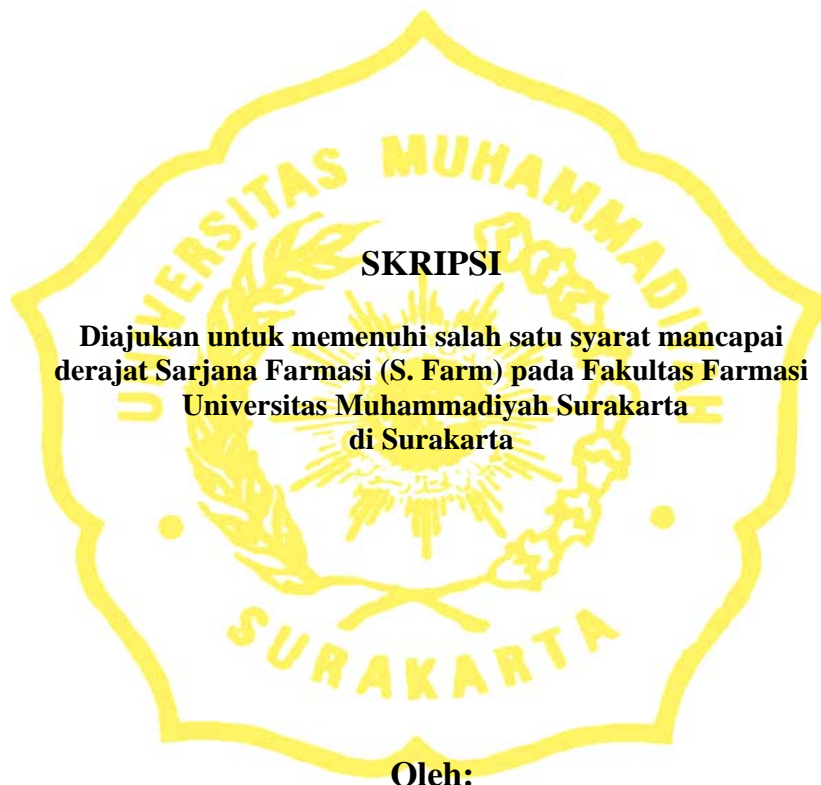 UNIVERSITAS MUHAMMADIYAH
SKRIPSI
Diajukan untuk memenuhi salah satu syarat mancapai
derajat Sarjana Farmasi (S. Farm) pada Fakultas Farmasi
Universitas Muhammadiyah Surakarta
di Surakarta
SURAKARTA
Oleh: